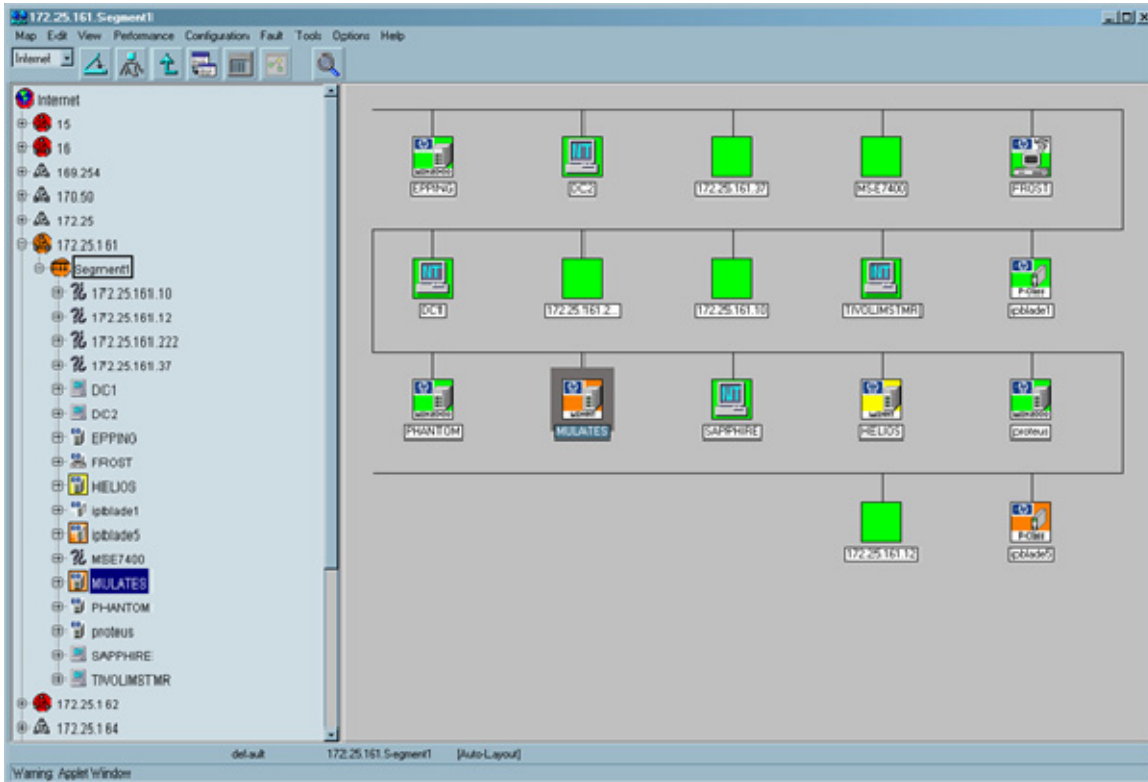 172.25.161.Segment1
Map Edit View Performance Configuration Fault Tools Options Help
Internet
Internet
15
16
169.254
170.50
172.25
172.25.161
Segment1
172.25.161.10
172.25.161.12
172.25.161.222
172.25.161.37
DC1
DC2
EPPING
FROST
HELIOS
ipblade1
ipblade5
MSE7400
MULATES
PHANTOM
proteus
SAPPHIRE
TIVOLIMSTMR
172.25.162
172.25.164
EPPING
DC2
172.25.161.37
MSE7400
FROST
DC1
172.25.161.2...
172.25.161.10
TIVOLIMSTMR
ipblade1
PHANTOM
MULATES
SAPPHIRE
HELIOS
proteus
172.25.161.12
ipblade5
default 172.25.161.Segment1 [Auto-Layout]
Warning: Applet Window